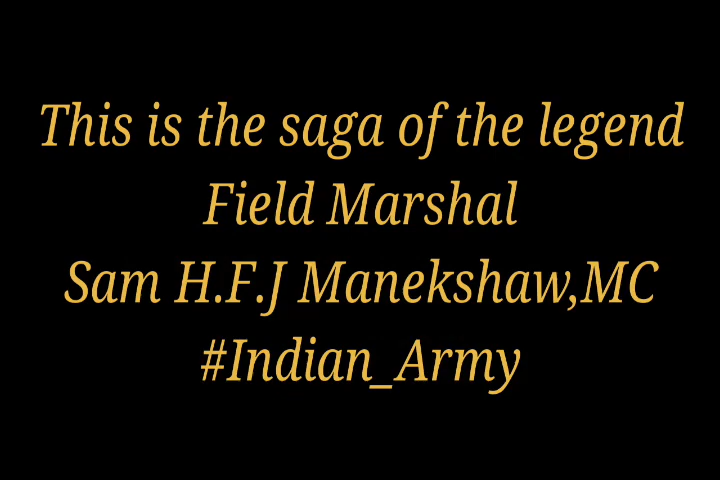 This is the saga of the legend
Field Marshal
Sam H.F.J Manekshaw,MC
#Indian_Army